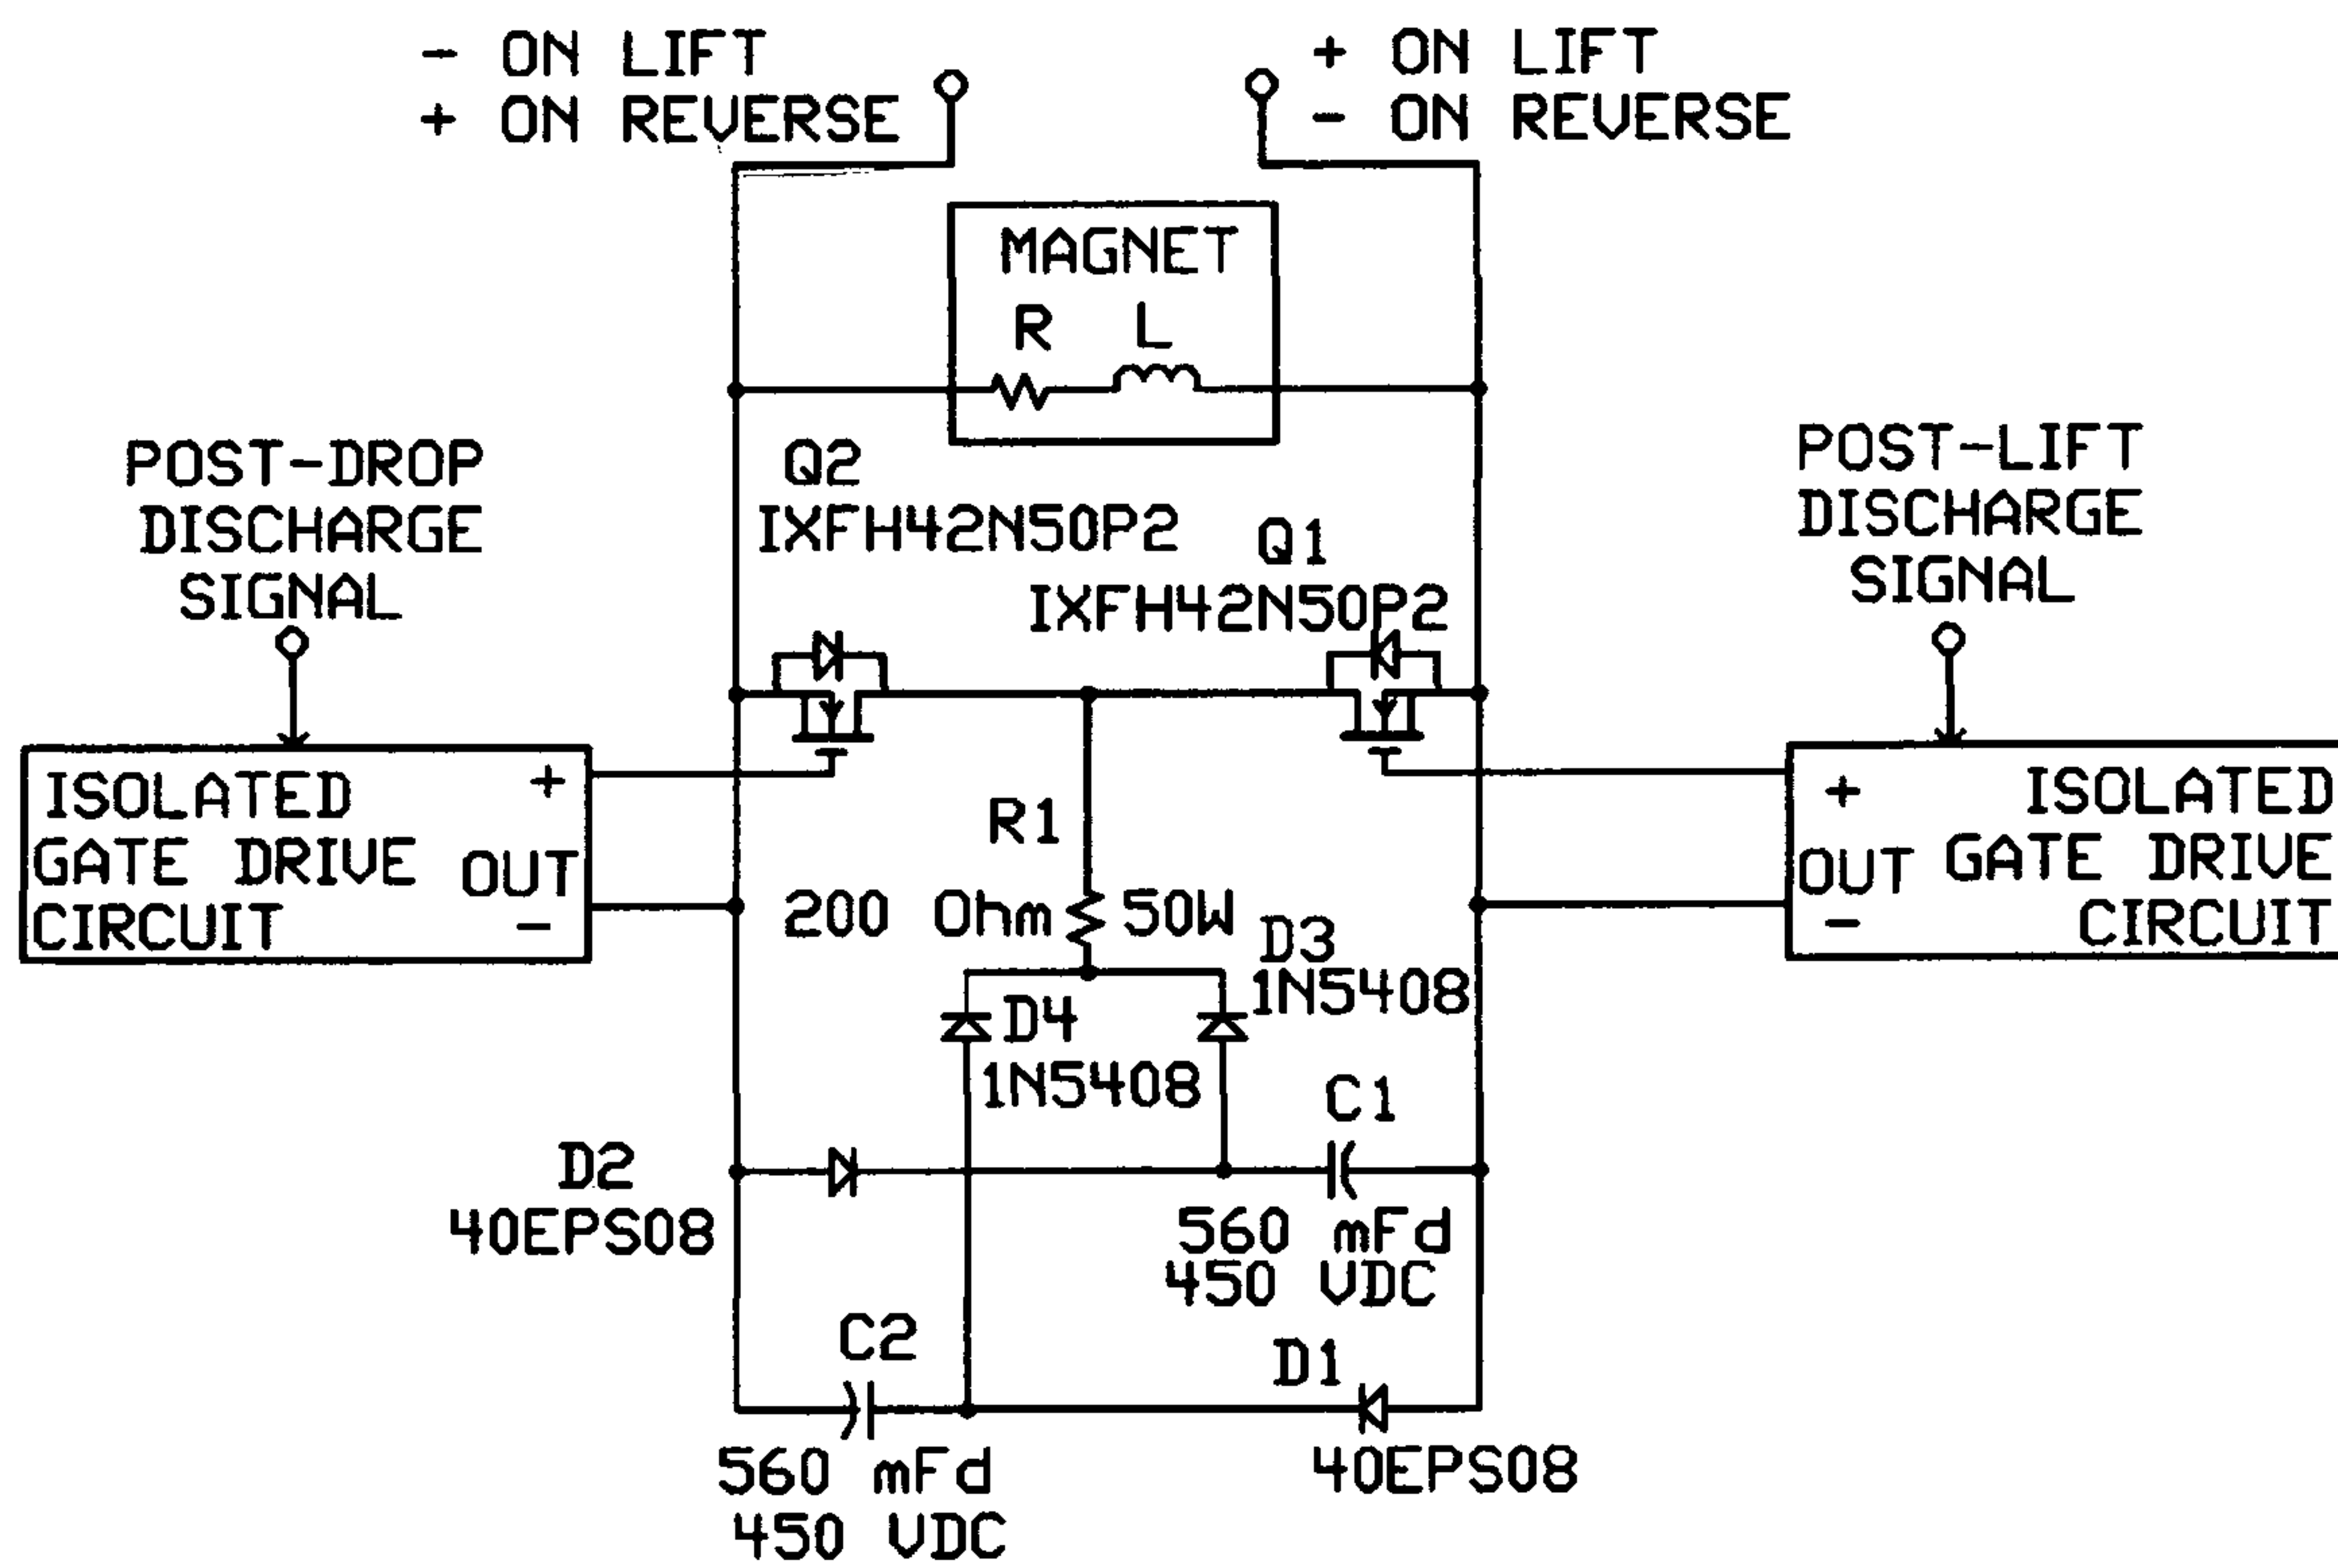 - ON LIFT
+ ON REVERSE
+ ON LIFT
- ON REVERSE
MAGNET
R L
POST-DROP
DISCHARGE
SIGNAL
Q2
IXFH42N50P2
Q1
IXFH42N50P2
POST-LIFT
DISCHARGE
SIGNAL
ISOLATED +
GATE DRIVE OUT
CIRCUIT -
R1
200 Ohm 50W
+ ISOLATED
OUT GATE DRIVE
- CIRCUIT
D3
1N5408
D4
1N5408
C1
560 mFd
450 VDC
D2
40EPS08
C2
560 mFd
450 VDC
D1
40EPS08